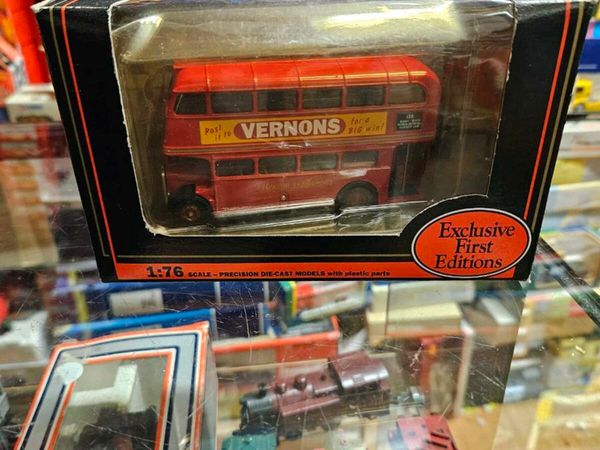 Post it to VERNONS for a BIG win!
Exclusive
First
Editions
1:76 SCALE - PRECISION DIE-CAST MODELS with plastic parts